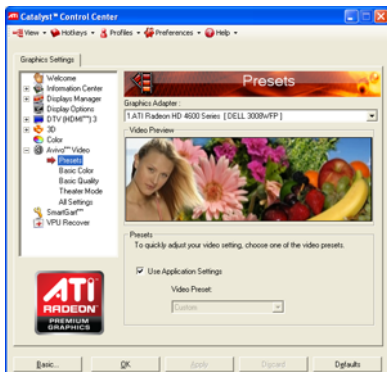 Catalyst™ Control Center
View
Hotkeys
Profiles
Preferences
Help
Graphics Settings
Welcome
Information Center
Displays Manager
Display Options
DTV (HDMI™) 3
3D
Color
Avivo™ Video
Presets
Basic Color
Basic Quality
Theater Mode
All Settings
SmartGart™
VPU Recover
ATI
RADEON
PREMIUM
GRAPHICS
Presets
Graphics Adapter:
1.ATI Radeon HD 4600 Series [ DELL 3008WFP ]
Video Preview
Presets
To quickly adjust your video setting, choose one of the video presets.
Use Application Settings
Video Preset:
Custom
Basic...
OK
Apply
Discard
Defaults